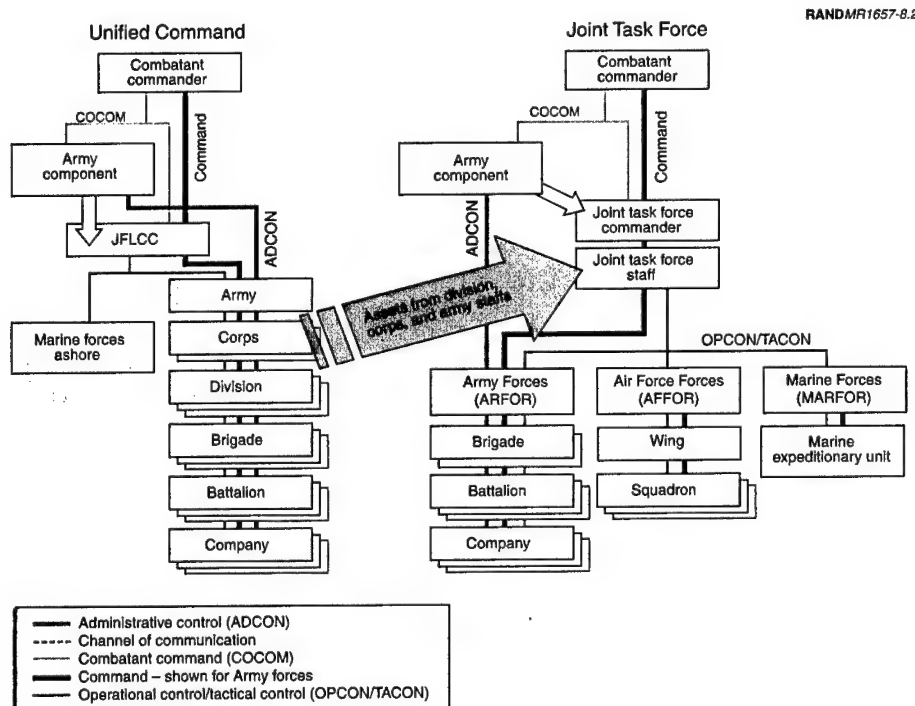 RANDMR1657-8.2
Unified Command
Combatant
commander
COCOM
Command
Army
component
ADCON
JFLCC
Army
Marine forces
ashore
Corps
Division
Brigade
Battalion
Company
Assets from division,
corps, and army staffs
Joint Task Force
Combatant
commander
COCOM
Command
Army
component
ADCON
Joint task force
commander
Joint task force
staff
OPCON/TACON
Army Forces
(ARFOR)
Air Force Forces
(AFFOR)
Marine Forces
(MARFOR)
Brigade
Wing
Marine
expeditionary unit
Battalion
Squadron
Company
Administrative control (ADCON)
Channel of communication
Combatant command (COCOM)
Command – shown for Army forces
Operational control/tactical control (OPCON/TACON)